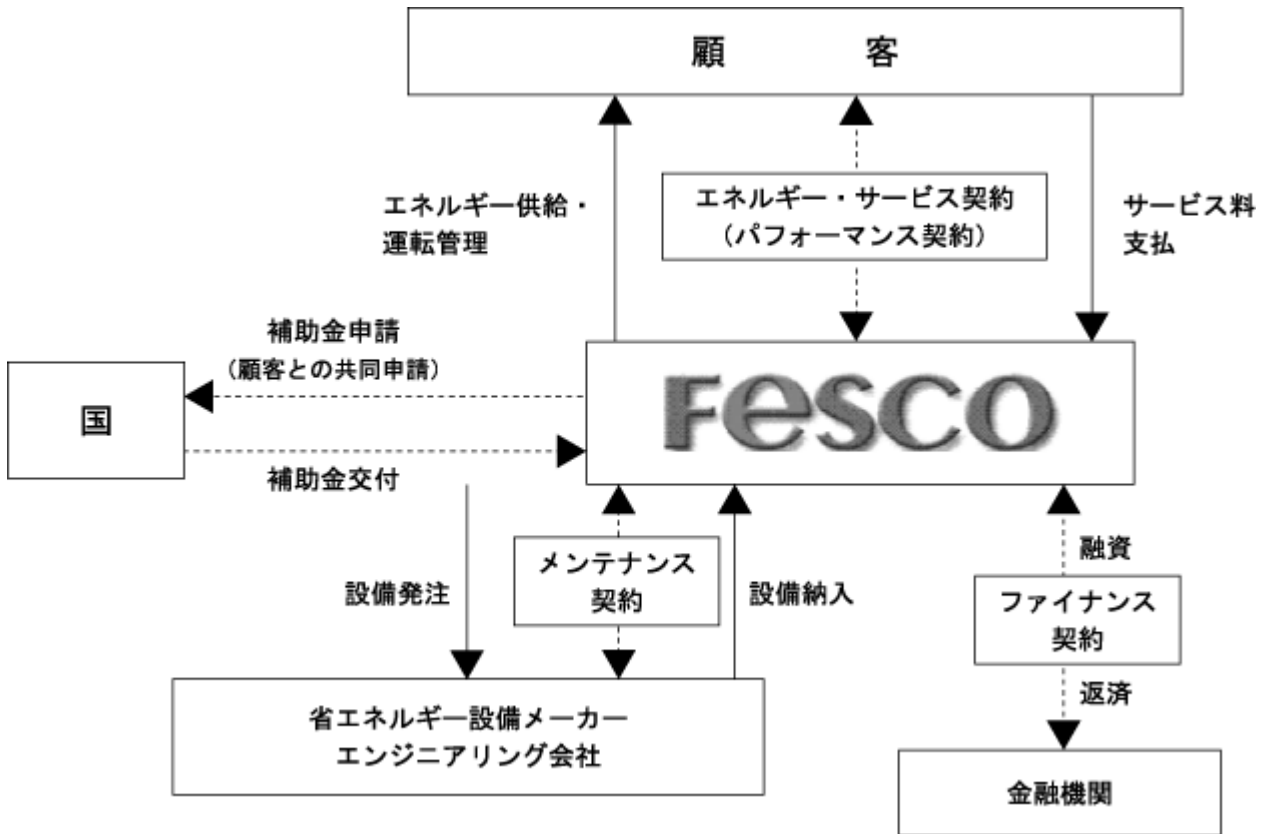 顧　客
エネルギー供給・
運転管理
エネルギー・サービス契約
（パフォーマンス契約）
サービス料
支払
補助金申請
（顧客との共同申請）
国
FesCO
補助金交付
設備発注
メンテナンス
契約
設備納入
融資
ファイナンス
契約
返済
省エネルギー設備メーカー
エンジニアリング会社
金融機関